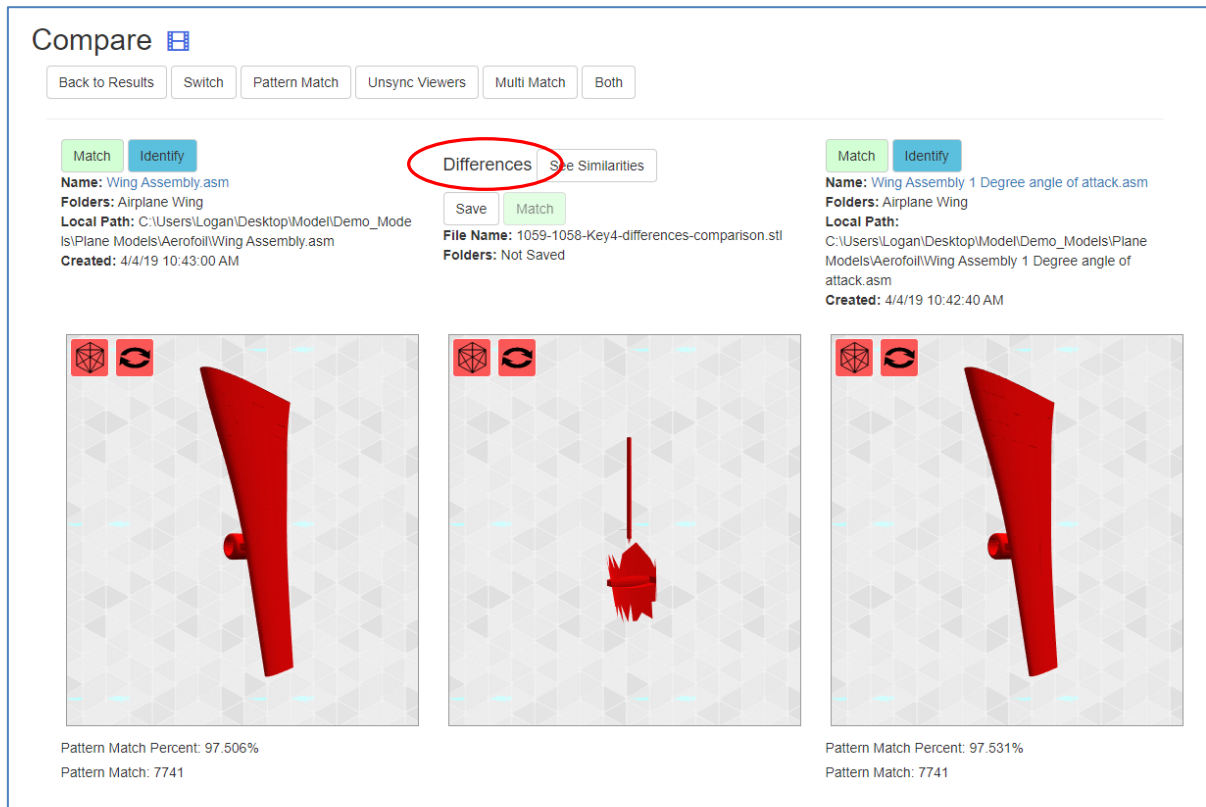 Compare
Back to Results Switch Pattern Match Unsync Viewers Multi Match Both
Match Identify
Name: Wing Assembly.asm
Folders: Airplane Wing
Local Path: C:\Users\Logan\Desktop\Model\Demo_Mode
ls\Plane Models\Aerofoil\Wing Assembly.asm
Created: 4/4/19 10:43:00 AM
Differences See Similarities
Save Match
File Name: 1059-1058-Key4-differences-comparison.stl
Folders: Not Saved
Match Identify
Name: Wing Assembly 1 Degree angle of attack.asm
Folders: Airplane Wing
Local Path:
C:\Users\Logan\Desktop\Model\Demo_Models\Plane
Models\Aerofoil\Wing Assembly 1 Degree angle of
attack.asm
Created: 4/4/19 10:42:40 AM
Pattern Match Percent: 97.506%
Pattern Match: 7741
Pattern Match Percent: 97.531%
Pattern Match: 7741